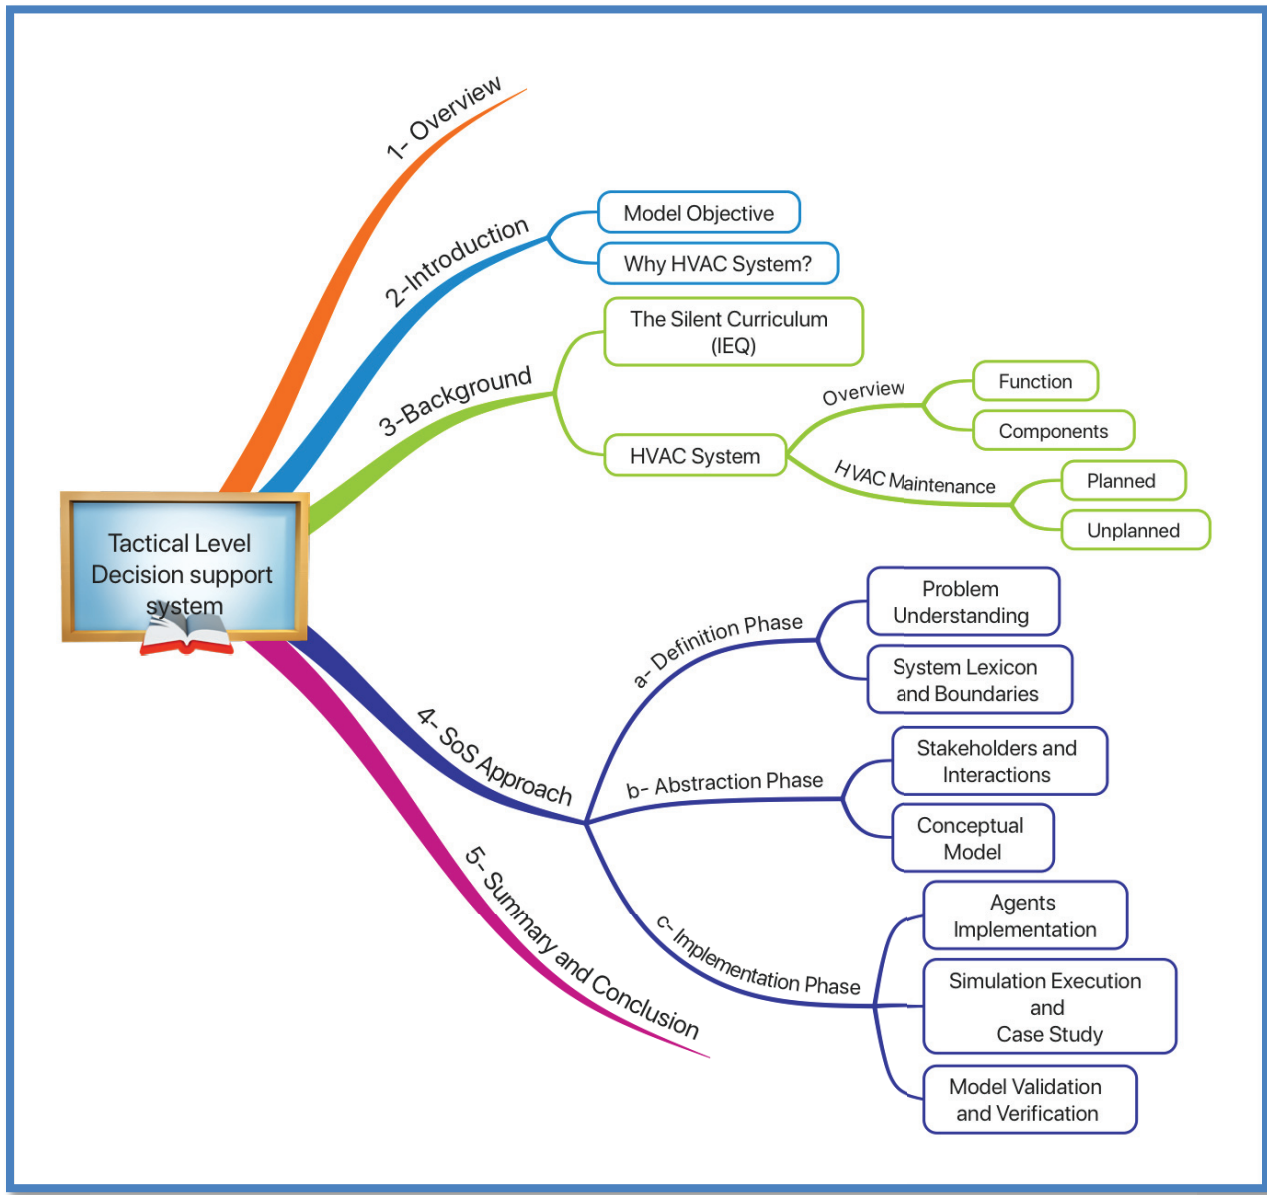 1- Overview
2-Introduction
Model Objective
Why HVAC System?
3-Background
The Silent Curriculum
(IEQ)
HVAC System
Overview
Function
Components
HVAC Maintenance
Planned
Unplanned
Tactical Level
Decision support
system
4- SoS Approach
a- Definition Phase
Problem
Understanding
System Lexicon
and Boundaries
b- Abstraction Phase
Stakeholders and
Interactions
Conceptual
Model
c- Implementation Phase
Agents
Implementation
Simulation Execution
and
Case Study
Model Validation
and Verification
5- Summary and Conclusion